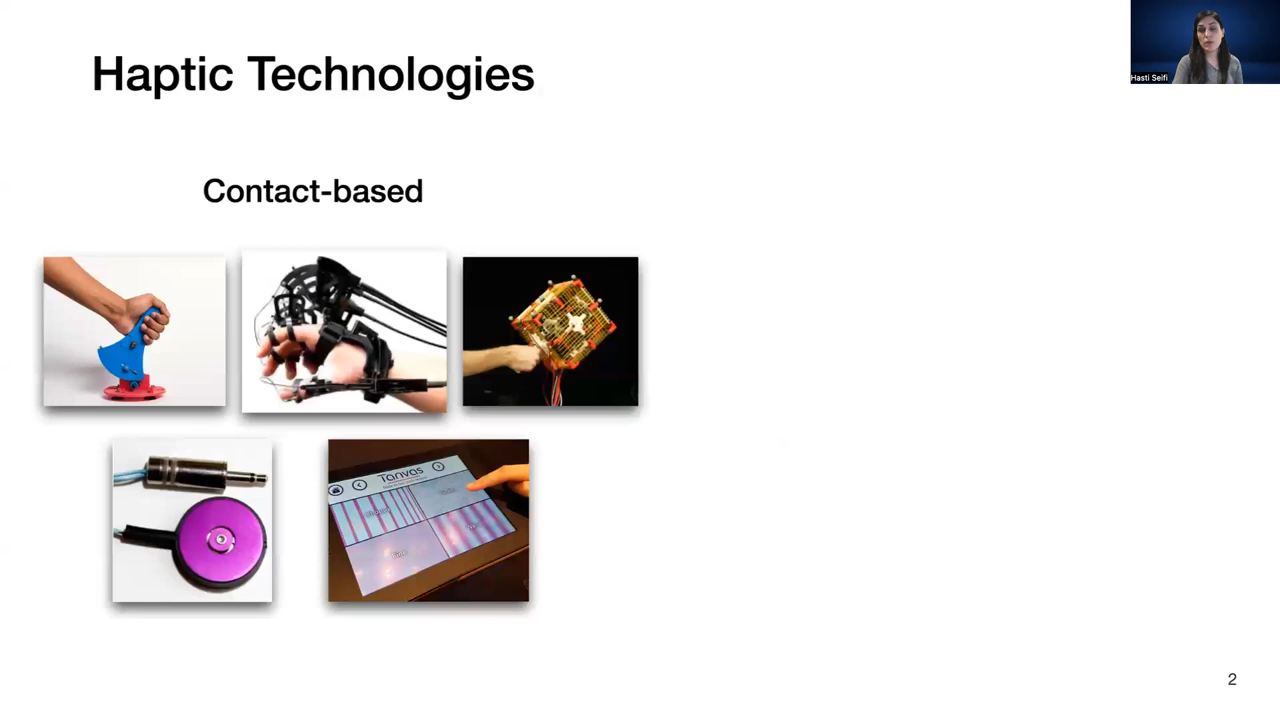 Haptic Technologies
Hasti Seifi
Contact-based
Tanvas
2